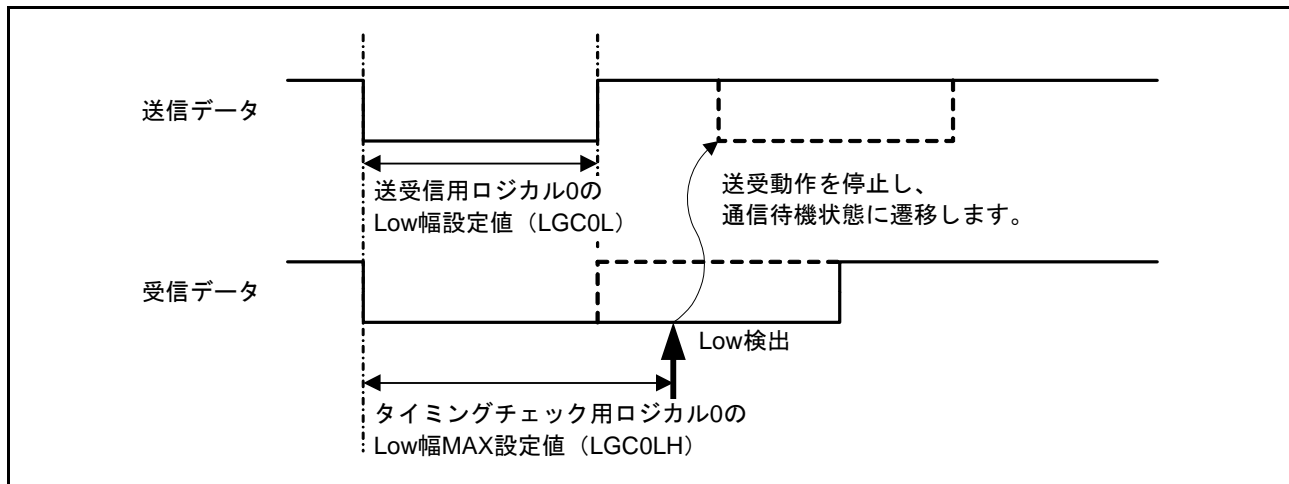 送信データ
送受信用ロジカル0の
Low幅設定値（LGC0L）
送受動作を停止し、
通信待機状態に遷移します。
受信データ
Low検出
タイミングチェック用ロジカル0の
Low幅MAX設定値（LGC0LH）